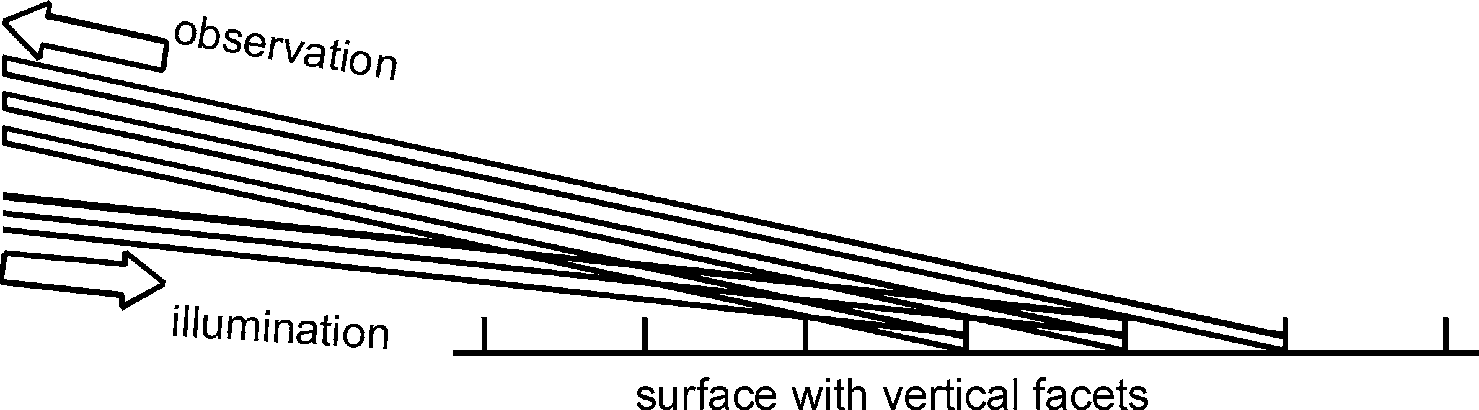 observation
illumination
surface with vertical facets